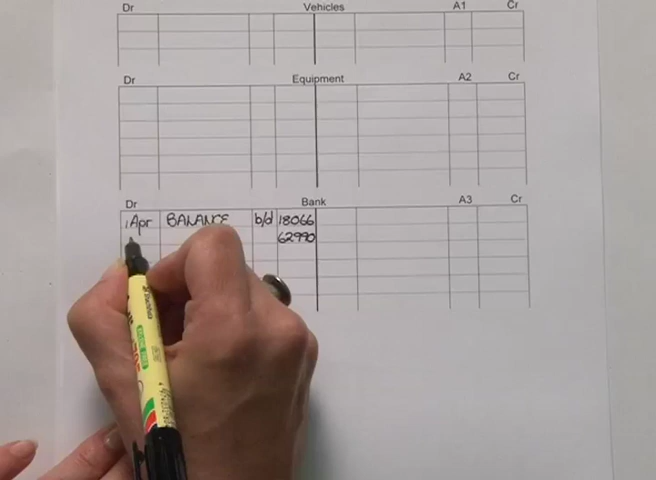 Dr Vehicles A1 Cr
Dr Equipment A2 Cr
Dr Bank A3 Cr
1 Apr BALANCE b/d 18066
62990